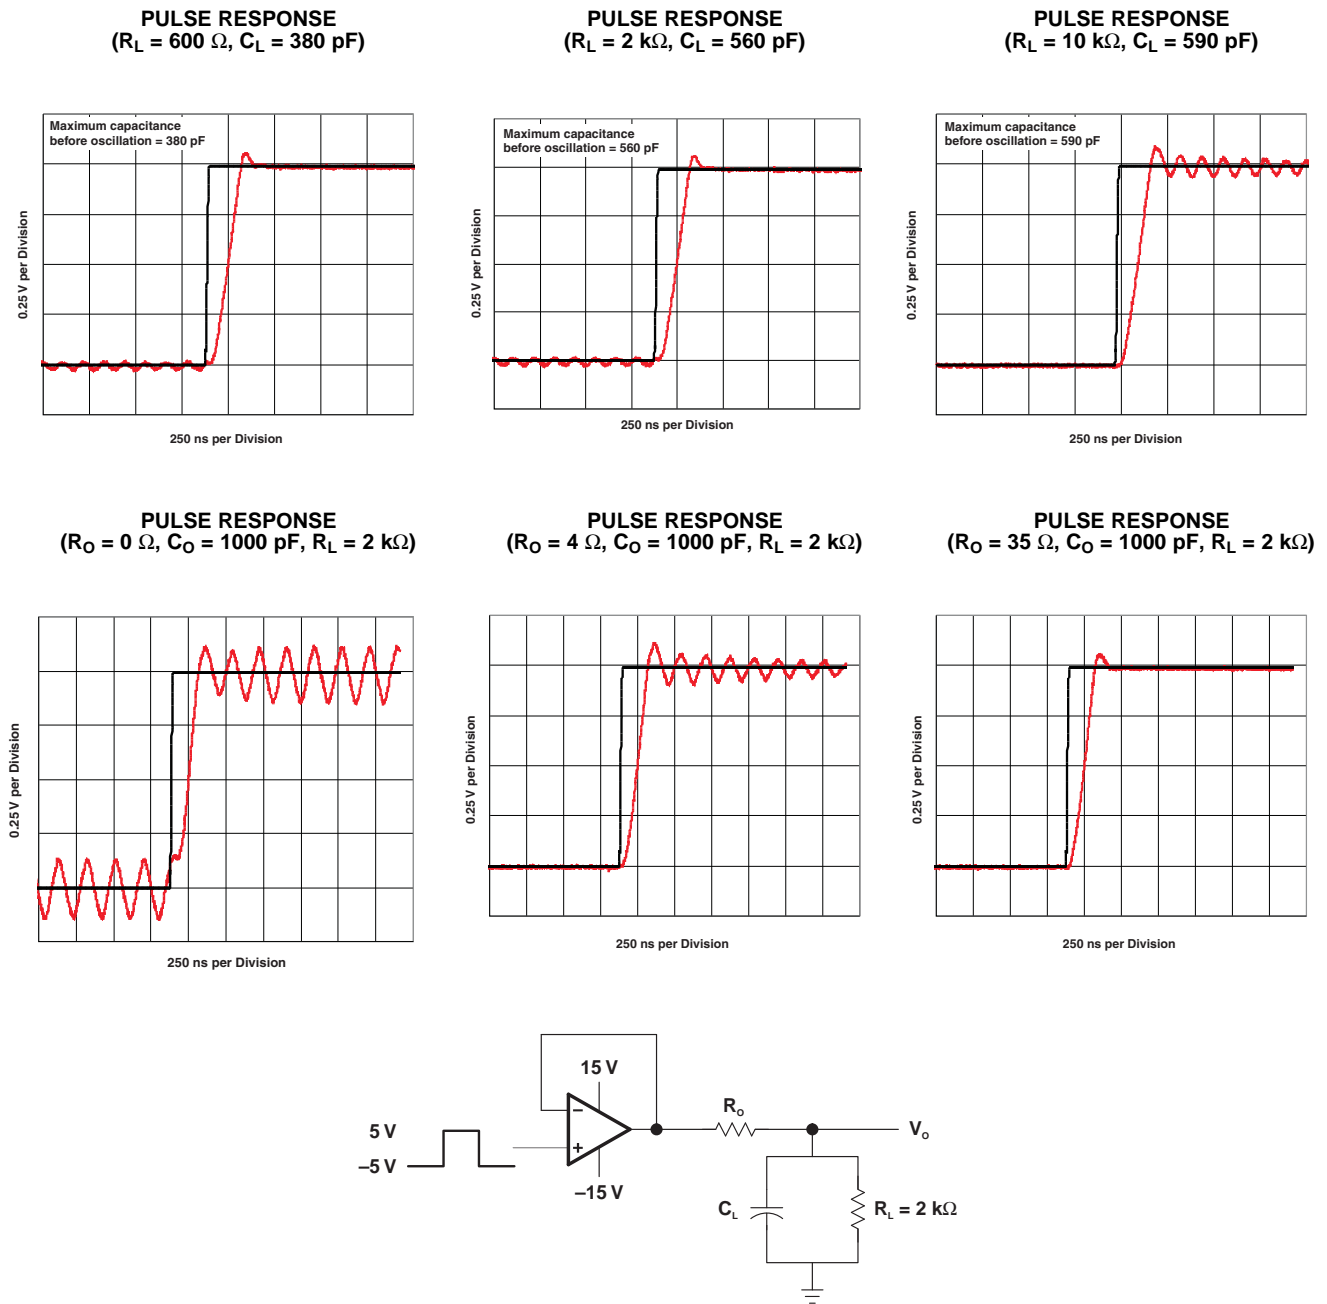 PULSE RESPONSE
(RL = 600 Ω, CL = 380 pF)
Maximum capacitance
before oscillation = 380 pF
0.25 V per Division
250 ns per Division
PULSE RESPONSE
(RL = 2 kΩ, CL = 560 pF)
Maximum capacitance
before oscillation = 560 pF
0.25 V per Division
250 ns per Division
PULSE RESPONSE
(RL = 10 kΩ, CL = 590 pF)
Maximum capacitance
before oscillation = 590 pF
0.25 V per Division
250 ns per Division
PULSE RESPONSE
(RO = 0 Ω, CO = 1000 pF, RL = 2 kΩ)
0.25 V per Division
250 ns per Division
PULSE RESPONSE
(RO = 4 Ω, CO = 1000 pF, RL = 2 kΩ)
0.25 V per Division
250 ns per Division
PULSE RESPONSE
(RO = 35 Ω, CO = 1000 pF, RL = 2 kΩ)
0.25 V per Division
250 ns per Division
15 V
−
+
−15 V
5 V
−5 V
Ro
Vo
CL
RL = 2 kΩ